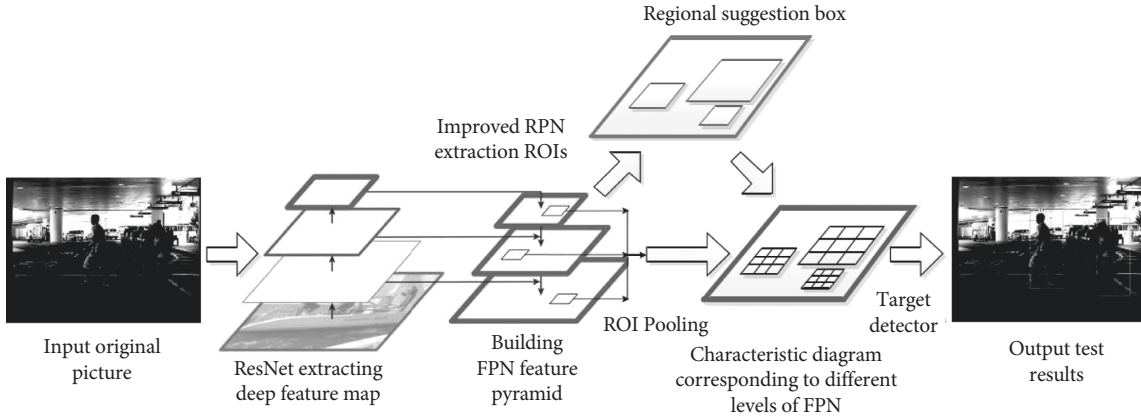 Regional suggestion box
Improved RPN
extraction ROIs
Input original
picture
ResNet extracting
deep feature map
Building
FPN feature
pyramid
ROI Pooling
Characteristic diagram
corresponding to different
levels of FPN
Target
detector
Output test
results